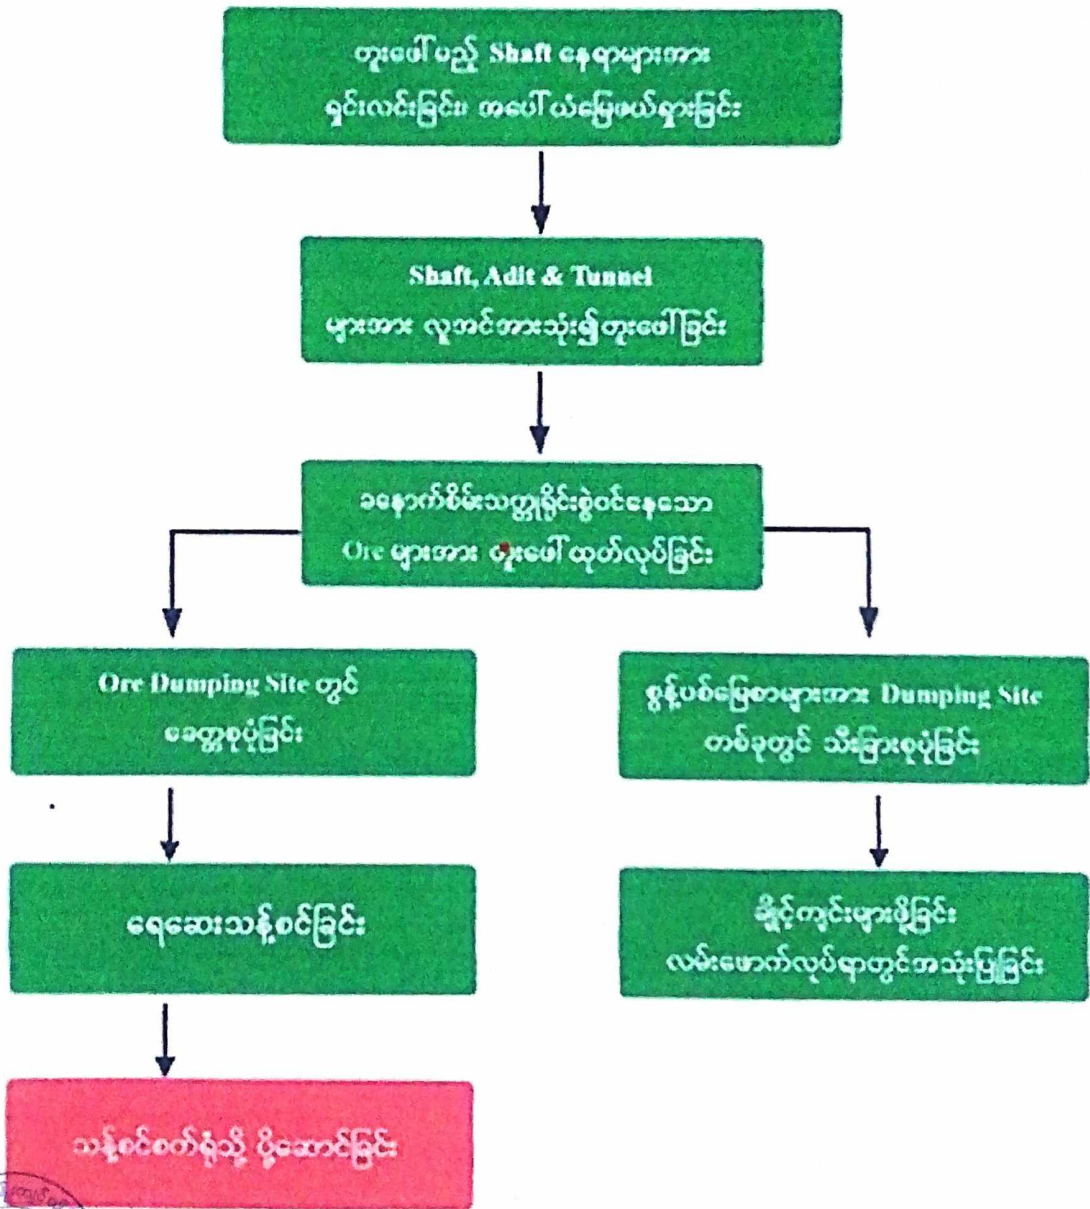 တူးဖေါ်မည့် Shaft နေရာများအား
ရှင်းလင်းခြင်း၊ အပေါ်ယံမြေဖယ်ရှားခြင်း
Shaft, Adit & Tunnel
များအား လူအင်အားသုံး၍တူးဖေါ်ခြင်း
ခနောက်စိမ်းသတ္တုရိုင်းစွဲဝင်နေသော
Ore များအား တူးဖေါ်ထုတ်လုပ်ခြင်း
Ore Dumping Site တွင်
ခေတ္တစုပုံခြင်း
စွန့်ပစ်မြေစာများအား Dumping Site
တစ်ခုတွင် သီးခြားစုပုံခြင်း
ရေဆေးသန့်စင်ခြင်း
ချိုင့်ကျင်းများဖို့ခြင်း
လမ်းဖောက်လုပ်ရာတွင်အသုံးပြုခြင်း
သန့်စင်စက်ရုံသို့ ပို့ဆောင်ခြင်း